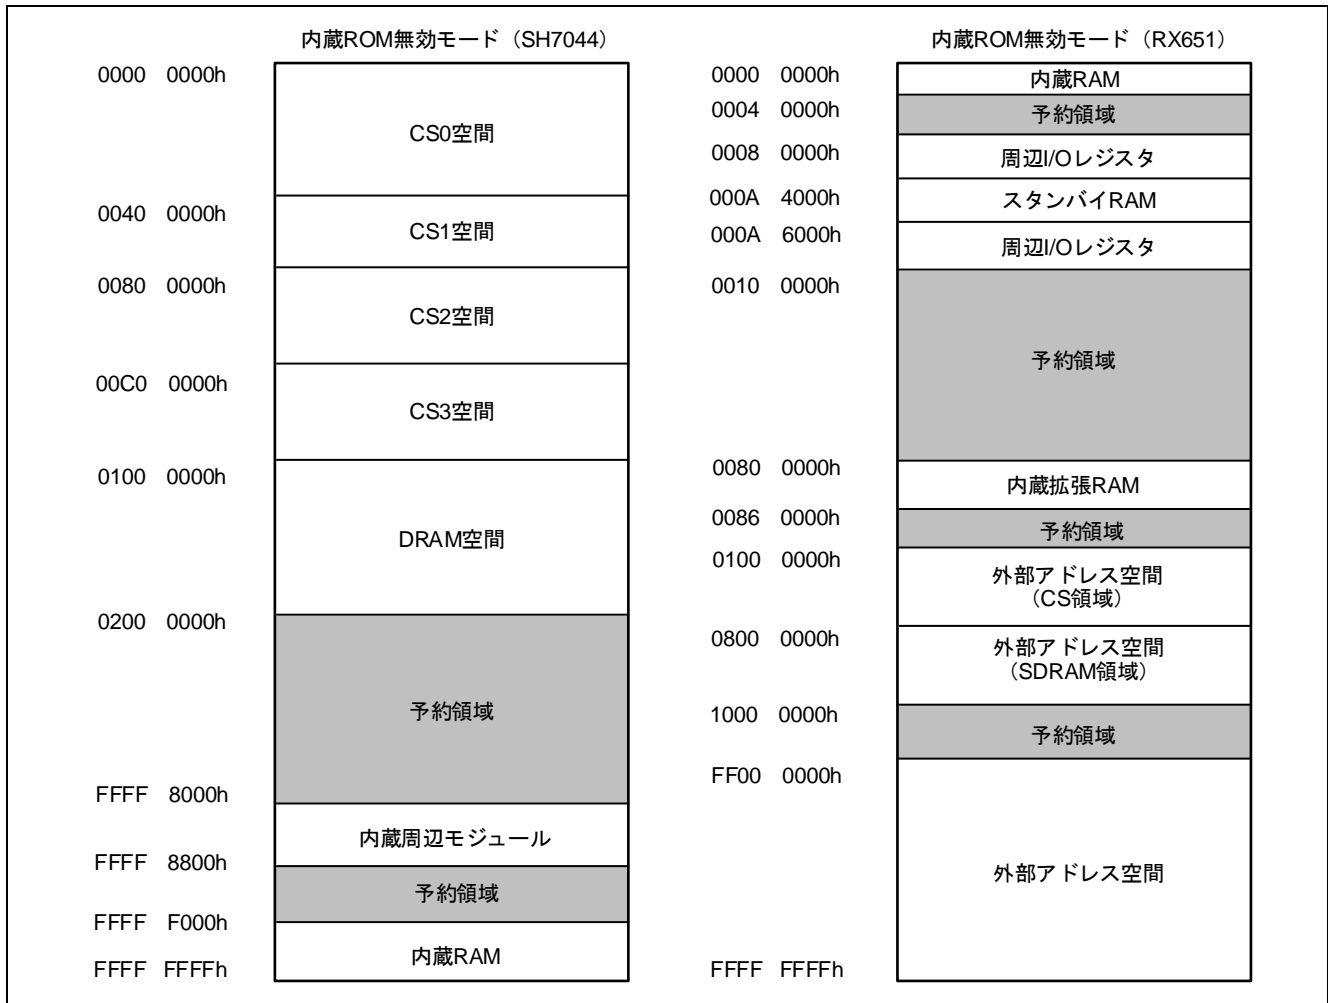 内蔵ROM無効モード（SH7044）
0000 0000h
CS0空間
0040 0000h
CS1空間
0080 0000h
CS2空間
00C0 0000h
CS3空間
0100 0000h
DRAM空間
0200 0000h
予約領域
FFFF 8000h
内蔵周辺モジュール
FFFF 8800h
予約領域
FFFF F000h
内蔵RAM
FFFF FFFFh
内蔵ROM無効モード（RX651）
0000 0000h
内蔵RAM
0004 0000h
予約領域
0008 0000h
周辺I/Oレジスタ
000A 4000h
スタンバイRAM
000A 6000h
周辺I/Oレジスタ
0010 0000h
予約領域
0080 0000h
内蔵拡張RAM
0086 0000h
予約領域
0100 0000h
外部アドレス空間
（CS領域）
0800 0000h
外部アドレス空間
（SDRAM領域）
1000 0000h
予約領域
FF00 0000h
外部アドレス空間
FFFF FFFFh